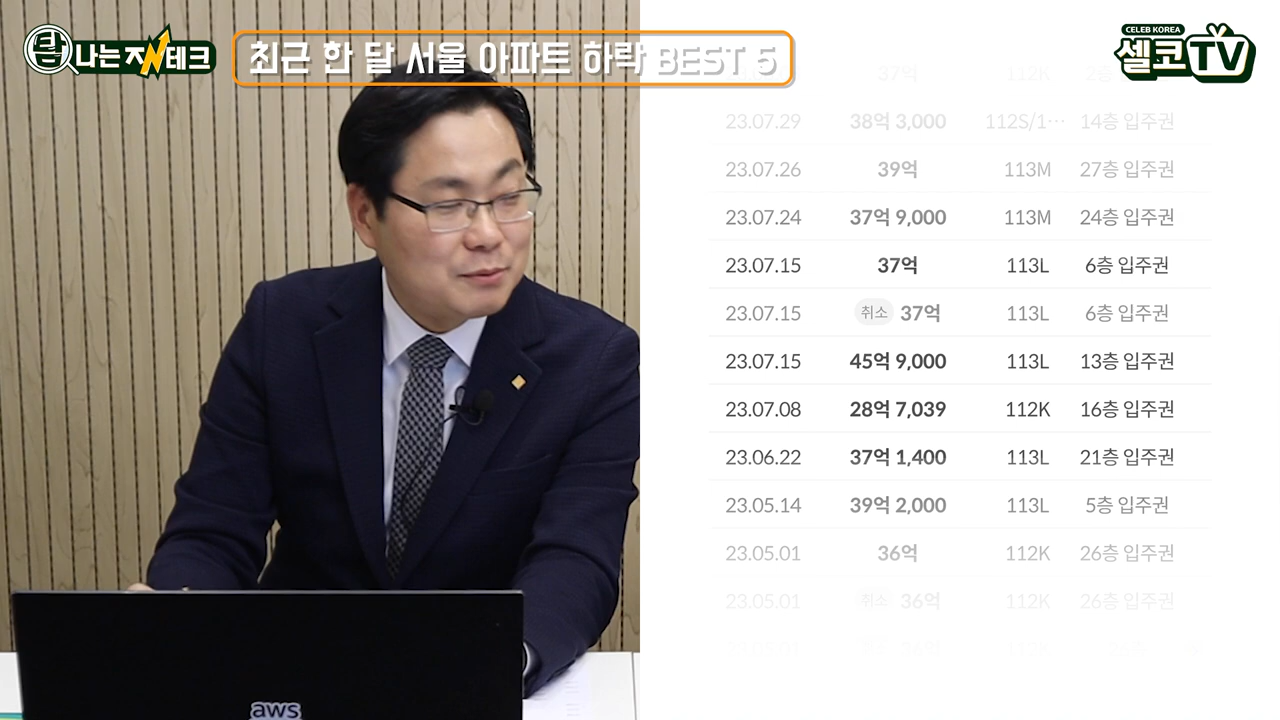 돈 나는 재테크
최근 한 달 서울 아파트 하락 BEST 5
CELEB KOREA
셀코TV
37억 112K 2층
23.07.29 38억 3,000 112S/1… 14층 입주권
23.07.26 39억 113M 27층 입주권
23.07.24 37억 9,000 113M 24층 입주권
23.07.15 37억 113L 6층 입주권
23.07.15 취소 37억 113L 6층 입주권
23.07.15 45억 9,000 113L 13층 입주권
23.07.08 28억 7,039 112K 16층 입주권
23.06.22 37억 1,400 113L 21층 입주권
23.05.14 39억 2,000 113L 5층 입주권
23.05.01 36억 112K 26층 입주권
23.05.01 취소 36억 112K 26층 입주권
aws